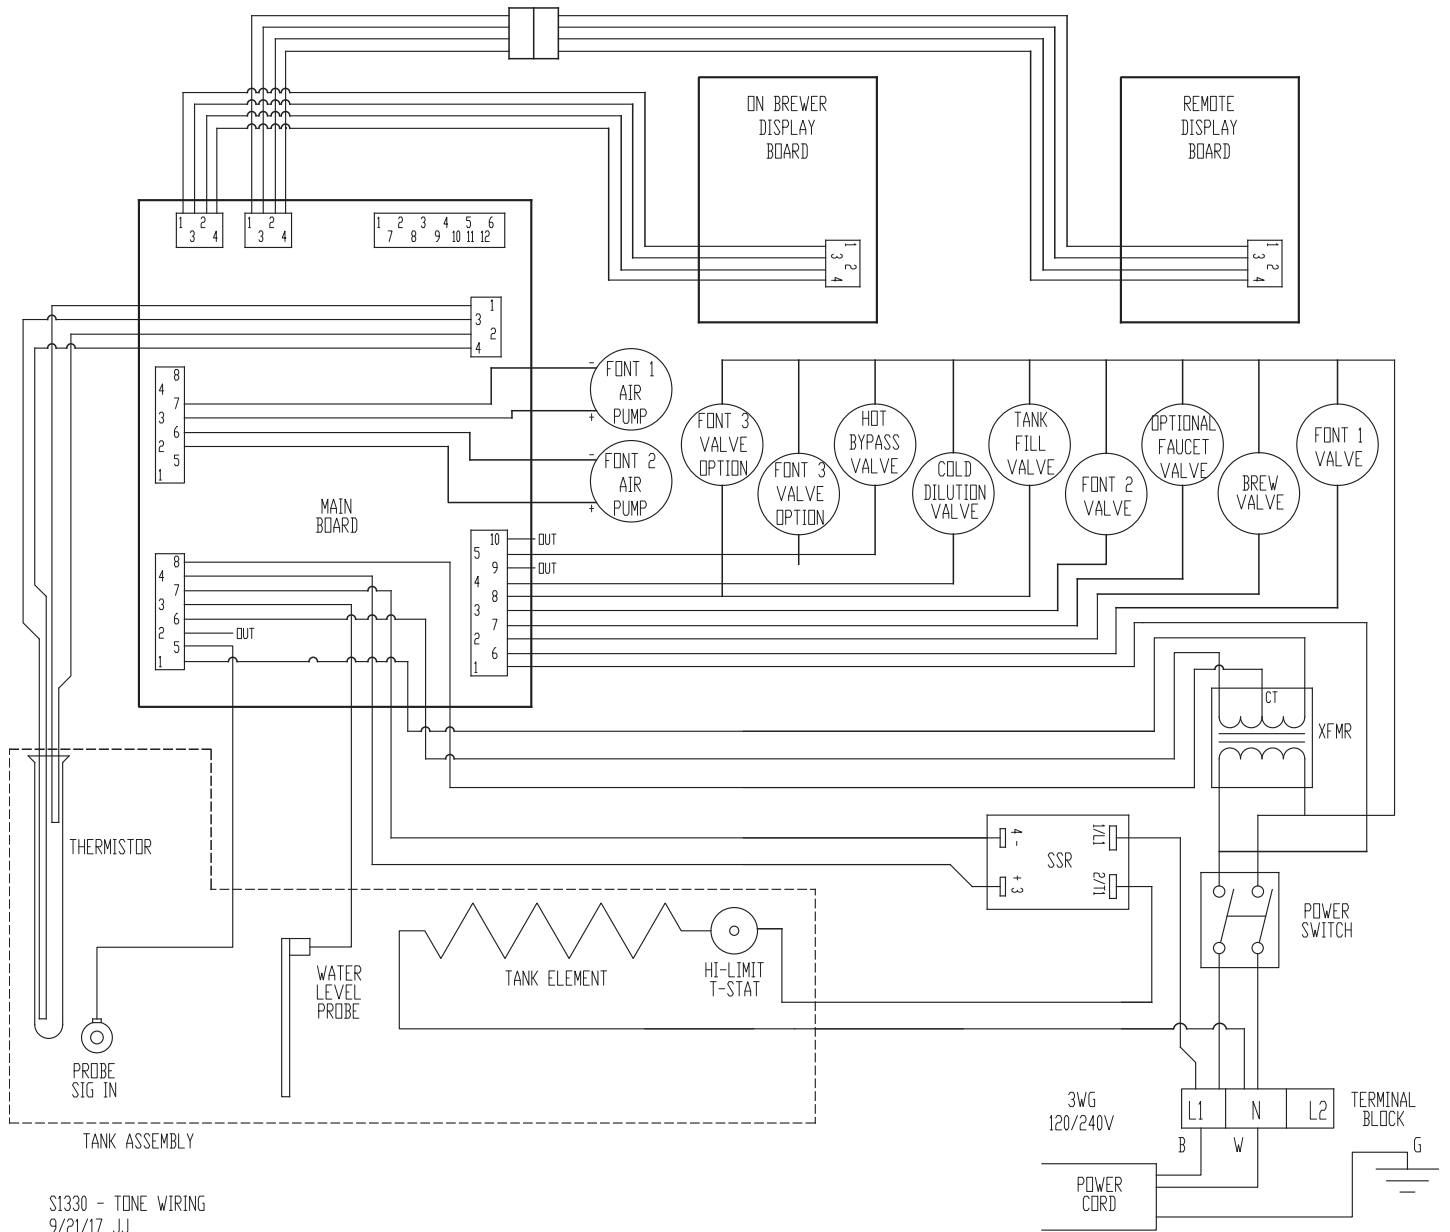 ON BREWER
DISPLAY
BOARD
REMOTE
DISPLAY
BOARD
1 2
3 4
1 2
3 4
1 2 3 4 5 6
7 8 9 10 11 12
1
3
2
4
1
3
2
4
1
3
2
4
8
4
7
3
6
2
5
1
- FONT 1
AIR
+ PUMP
- FONT 2
AIR
+ PUMP
FONT 3
VALVE
OPTION
FONT 3
VALVE
OPTION
HOT
BYPASS
VALVE
COLD
DILUTION
VALVE
TANK
FILL
VALVE
FONT 2
VALVE
OPTIONAL
FAUCET
VALVE
BREW
VALVE
FONT 1
VALVE
MAIN
BOARD
10 OUT
5
9 OUT
4
8
3
7
2
6
1
8
4
7
3
6
2 OUT
5
1
CT
XFMR
THERMISTOR
4 -
+ 3
SSR
1/L1
2/T1
POWER
SWITCH
TANK ELEMENT
HI-LIMIT
T-STAT
WATER
LEVEL
PROBE
PROBE
SIG IN
TANK ASSEMBLY
3WG
120/240V
L1 N L2
TERMINAL
BLOCK
B W G
POWER
CORD
S1330 - TONE WIRING
9/21/17 JJ